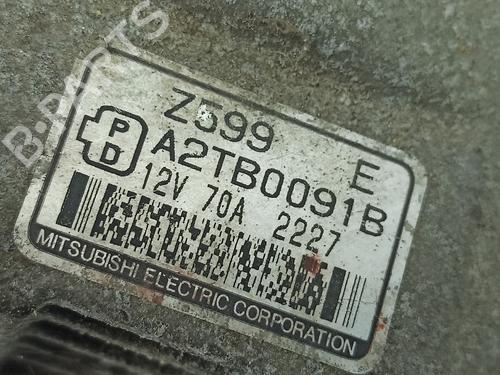 B-PARTS
Z599 E
PD A2TB0091B
12V 70A 2227
MITSUBISHI ELECTRIC CORPORATION